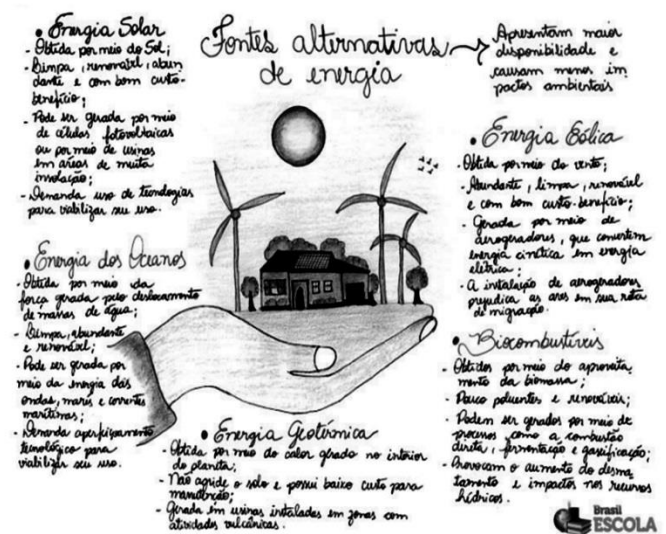 Fontes alternativas
de energia
Apresentam maior
disponibilidade e
causam menos im
pactos ambientais
• Energia Solar
- Obtida por meio do Sol;
- Limpa, renovável, abun
dante e com bom custo-
benefício;
- Pode ser gerada por meio
de células fotovoltaicas
ou por meio de usinas
em áreas de muita
insolação;
- Demanda uso de tecnologias
para viabilizar seu uso.
• Energia dos Oceanos
- Obtida por meio da
força gerada pelo deslocamento
de massas de água;
- Limpa, abundante
e renovável;
- Pode ser gerada por
meio da energia das
ondas, marés e correntes
marítimas;
- Demanda aperfeiçoamento
tecnológico para
viabilizar seu uso.
• Energia Geotérmica
- Obtida por meio do calor gerado no interior
do planeta;
- Não agride o solo e possui baixo custo para
manutenção;
- Gerada em usinas instaladas em zonas com
atividades vulcânicas.
• Energia Eólica
- Obtida por meio do vento;
- Abundante, limpa, renovável
e com bom custo-benefício;
- Gerada por meio de
aerogeradores, que convertem
energia cinética em energia
elétrica;
- A instalação de aerogeradores
prejudica as aves em sua rota
de migração.
• Biocombustíveis
- Obtidos por meio do aproveita
mento da biomassa;
- Pouco poluentes e renováveis;
- Podem ser gerados por meio de
processos como a combustão
direta, fermentação e gaseificação;
- Provocam o aumento do desma
tamento e impactos nos recursos
hídricos.
Brasil
ESCOLA